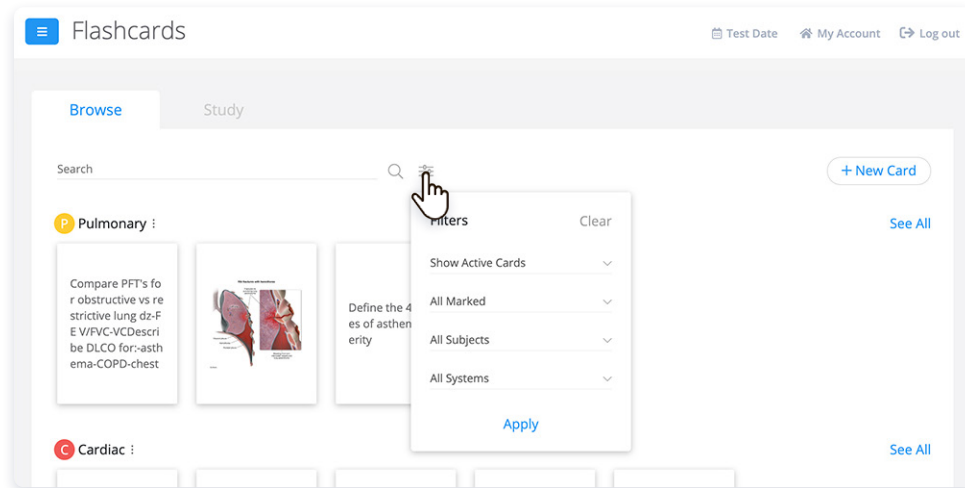 Flashcards
Test Date
My Account
Log out
Browse
Study
Search
+ New Card
Filters
Clear
P Pulmonary
See All
Show Active Cards
Compare PFT's fo
r obstructive vs re
strictive lung dz-F
E V/FVC-VCDescri
be DLCO for:-asth
ema-COPD-chest
Define the 4
es of asthen
erity
All Marked
All Subjects
All Systems
Apply
C Cardiac
See All